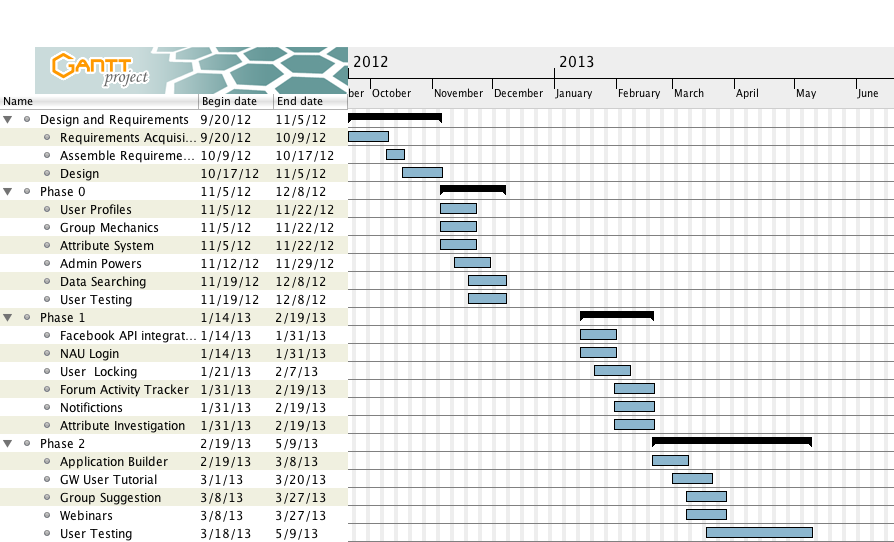 GANTT project
2012 2013
ber October November December January February March April May June
Name Begin date End date
Design and Requirements 9/20/12 11/5/12
Requirements Acquisi... 9/20/12 10/9/12
Assemble Requireme... 10/9/12 10/17/12
Design 10/17/12 11/5/12
Phase 0 11/5/12 12/8/12
User Profiles 11/5/12 11/22/12
Group Mechanics 11/5/12 11/22/12
Attribute System 11/5/12 11/22/12
Admin Powers 11/12/12 11/29/12
Data Searching 11/19/12 12/8/12
User Testing 11/19/12 12/8/12
Phase 1 1/14/13 2/19/13
Facebook API integrat... 1/14/13 1/31/13
NAU Login 1/14/13 1/31/13
User Locking 1/21/13 2/7/13
Forum Activity Tracker 1/31/13 2/19/13
Notifictions 1/31/13 2/19/13
Attribute Investigation 1/31/13 2/19/13
Phase 2 2/19/13 5/9/13
Application Builder 2/19/13 3/8/13
GW User Tutorial 3/1/13 3/20/13
Group Suggestion 3/8/13 3/27/13
Webinars 3/8/13 3/27/13
User Testing 3/18/13 5/9/13